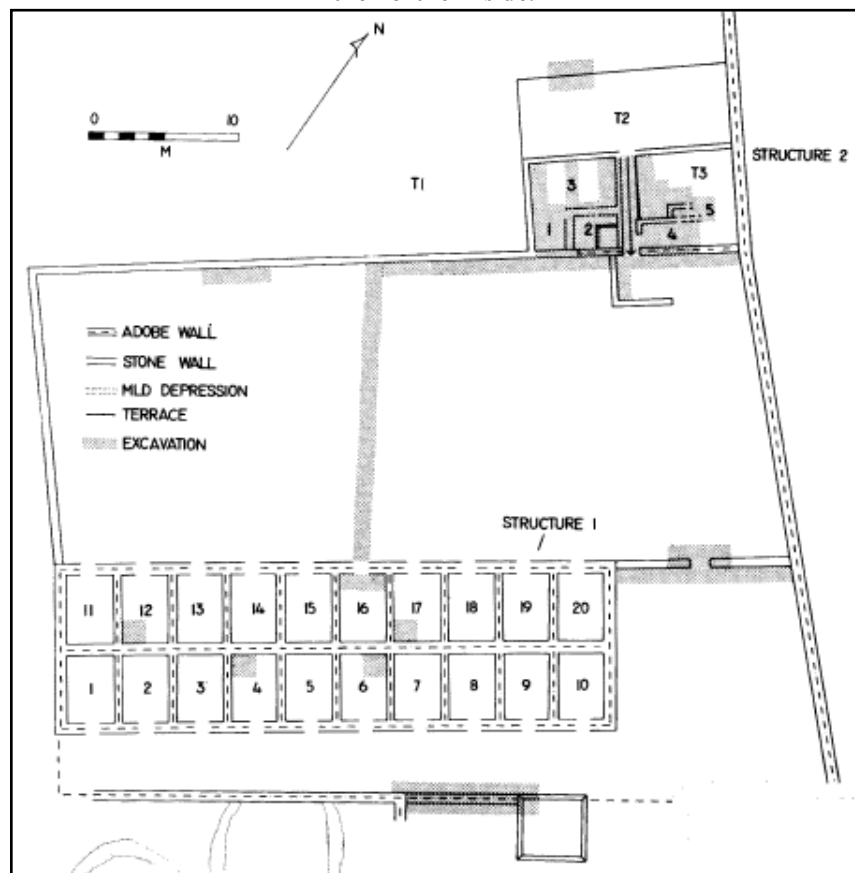 N
0 10
M
T2
STRUCTURE 2
T1
3
T3
5
1
2
4
ADOBE WALL
STONE WALL
MLD DEPRESSION
TERRACE
EXCAVATION
STRUCTURE 1
11 12 13 14 15 16 17 18 19 20
1 2 3 4 5 6 7 8 9 10